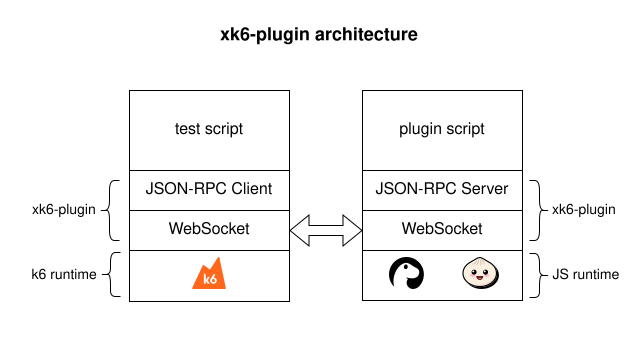 xk6-plugin architecture
test script
plugin script
JSON-RPC Client
JSON-RPC Server
xk6-plugin
xk6-plugin
WebSocket
WebSocket
k6 runtime
k6
JS runtime